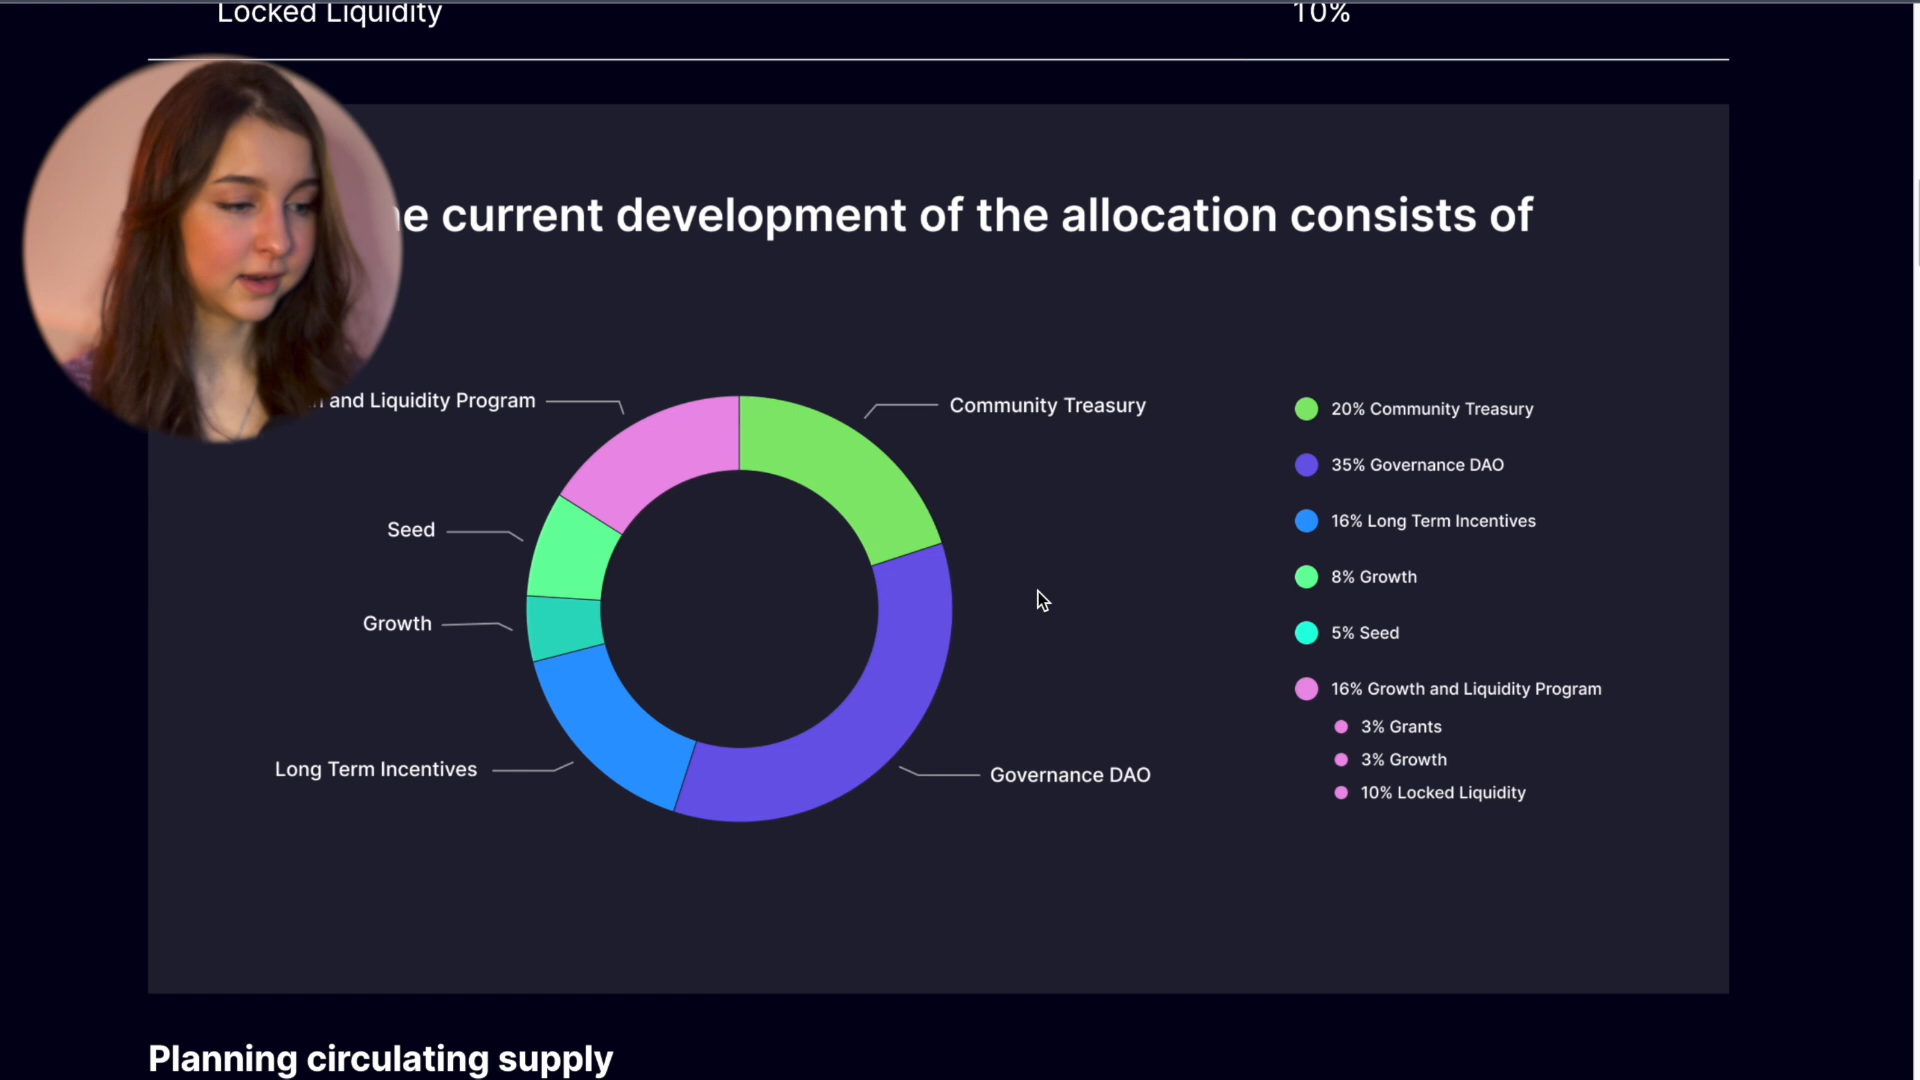 Locked Liquidity 10%
current development of the allocation consists of
and Liquidity Program
Community Treasury
Seed
Growth
Long Term Incentives
Governance DAO
20% Community Treasury
35% Governance DAO
16% Long Term Incentives
8% Growth
5% Seed
16% Growth and Liquidity Program
3% Grants
3% Growth
10% Locked Liquidity
Planning circulating supply